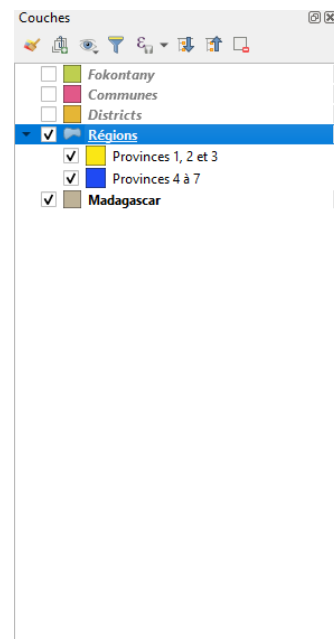 Couches
Fokontany
Communes
Districts
Régions
Provinces 1, 2 et 3
Provinces 4 à 7
Madagascar